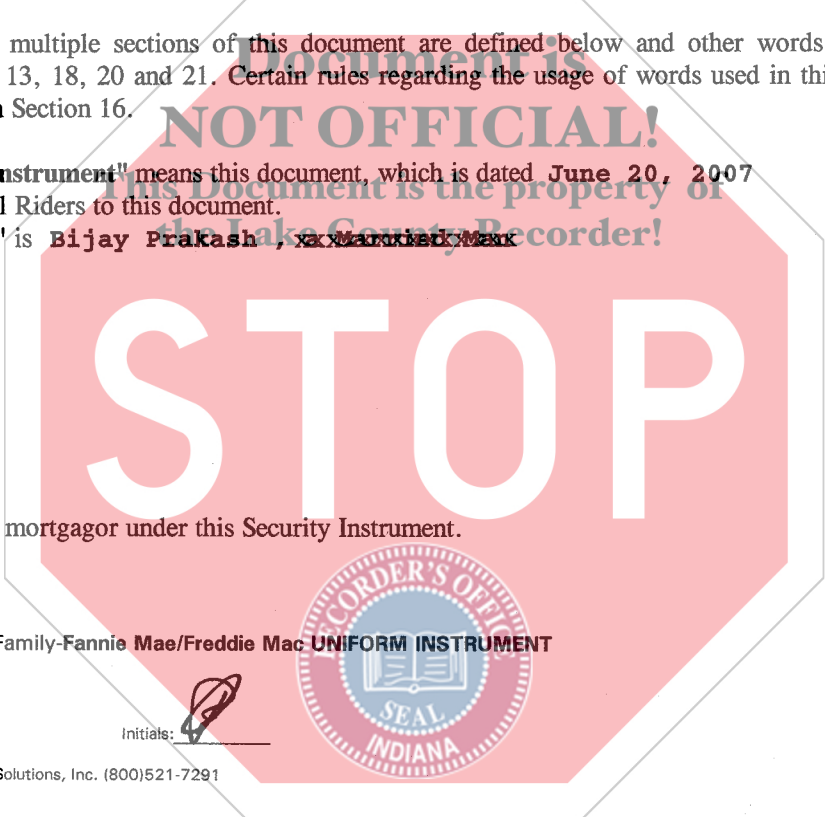 multiple sections of this document are defined below and other words
13, 18, 20 and 21. Certain rules regarding the usage of words used in thi
Section 16.
Document is
NOT OFFICIAL!
This Document is the property of
the Lake County Recorder!
nstrument" means this document, which is dated June 20, 2007
l Riders to this document.
" is Bijay Prakash ,
STOP
mortgagor under this Security Instrument.
RECORDER'S OFFICE
SEAL
INDIANA
Family-Fannie Mae/Freddie Mac UNIFORM INSTRUMENT
Initials:
Solutions, Inc. (800)521-7291